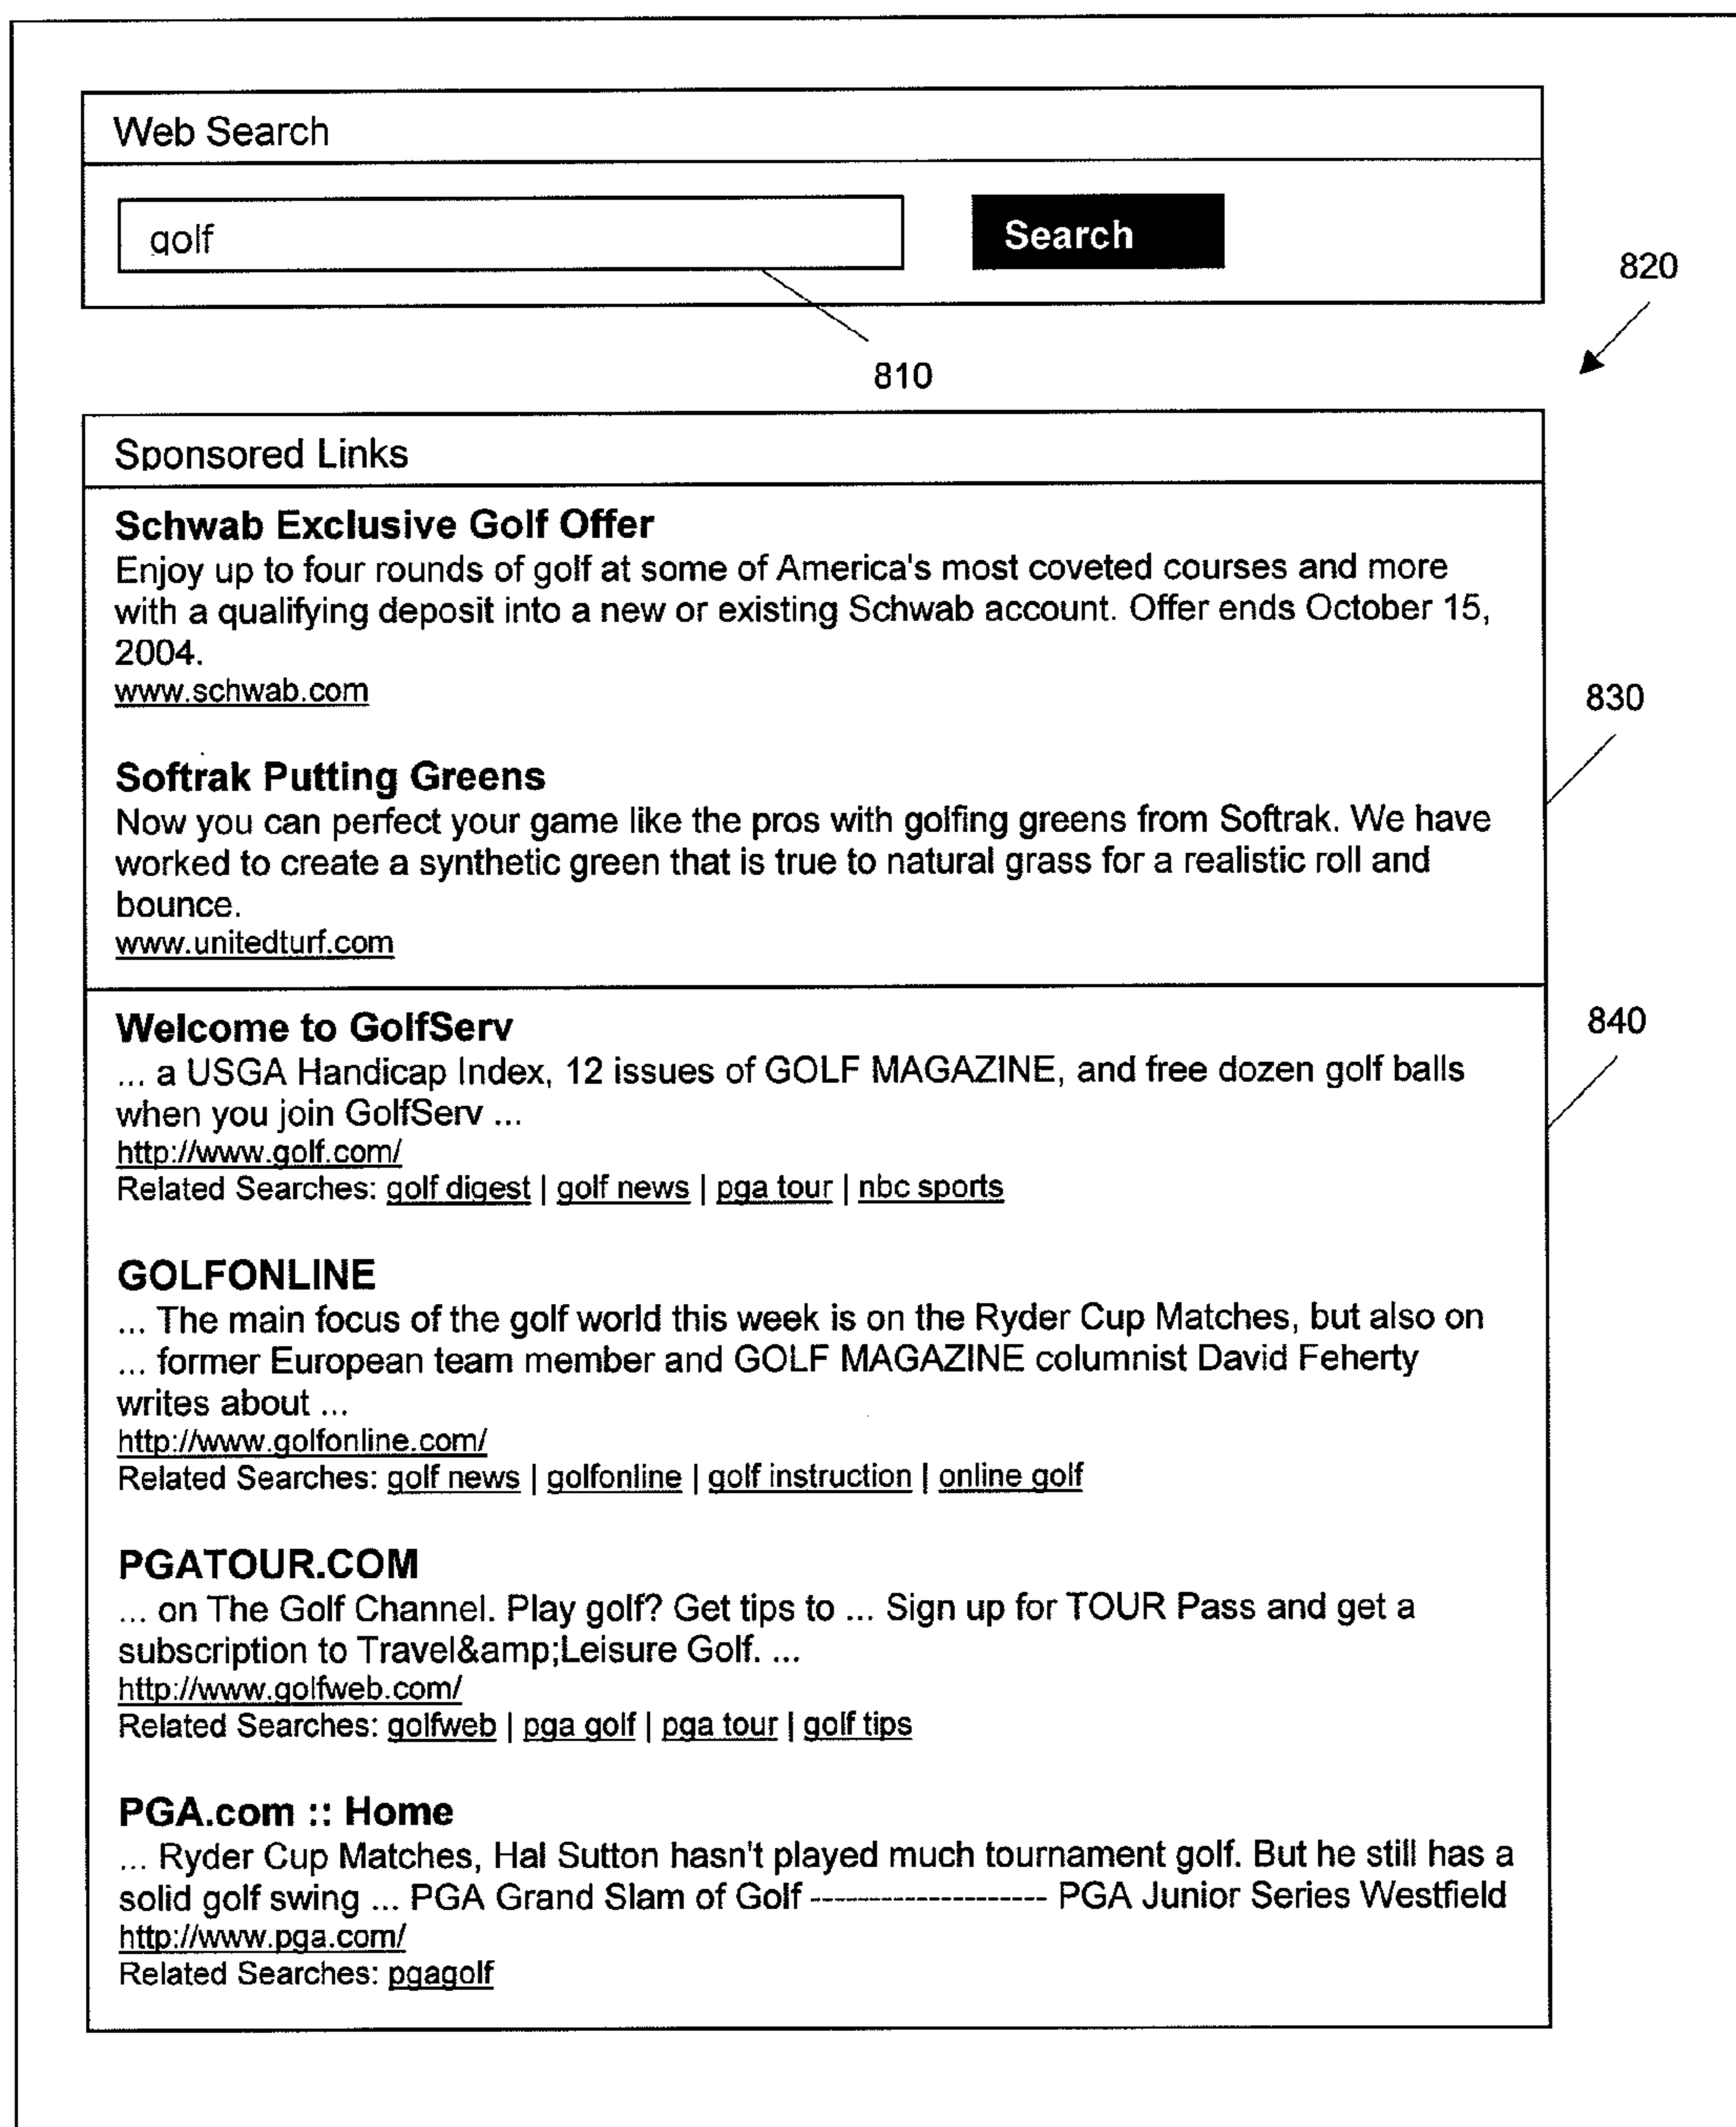 Web Search
golf
Search
820
810
Sponsored Links
Schwab Exclusive Golf Offer
Enjoy up to four rounds of golf at some of America's most coveted courses and more
with a qualifying deposit into a new or existing Schwab account. Offer ends October 15,
2004.
www.schwab.com
830
Softrak Putting Greens
Now you can perfect your game like the pros with golfing greens from Softrak. We have
worked to create a synthetic green that is true to natural grass for a realistic roll and
bounce.
www.unitedturf.com
Welcome to GolfServ
840
... a USGA Handicap Index, 12 issues of GOLF MAGAZINE, and free dozen golf balls
when you join GolfServ ...
http://www.golf.com/
Related Searches: golf digest | golf news | pga tour | nbc sports
GOLFONLINE
... The main focus of the golf world this week is on the Ryder Cup Matches, but also on
... former European team member and GOLF MAGAZINE columnist David Feherty
writes about ...
http://www.golfonline.com/
Related Searches: golf news | golfonline | golf instruction | online golf
PGATOUR.COM
... on The Golf Channel. Play golf? Get tips to ... Sign up for TOUR Pass and get a
subscription to Travel&amp;Leisure Golf. ...
http://www.golfweb.com/
Related Searches: golfweb | pga golf | pga tour | golf tips
PGA.com :: Home
... Ryder Cup Matches, Hal Sutton hasn't played much tournament golf. But he still has a
solid golf swing ... PGA Grand Slam of Golf -------------------- PGA Junior Series Westfield
http://www.pga.com/
Related Searches: pgagolf